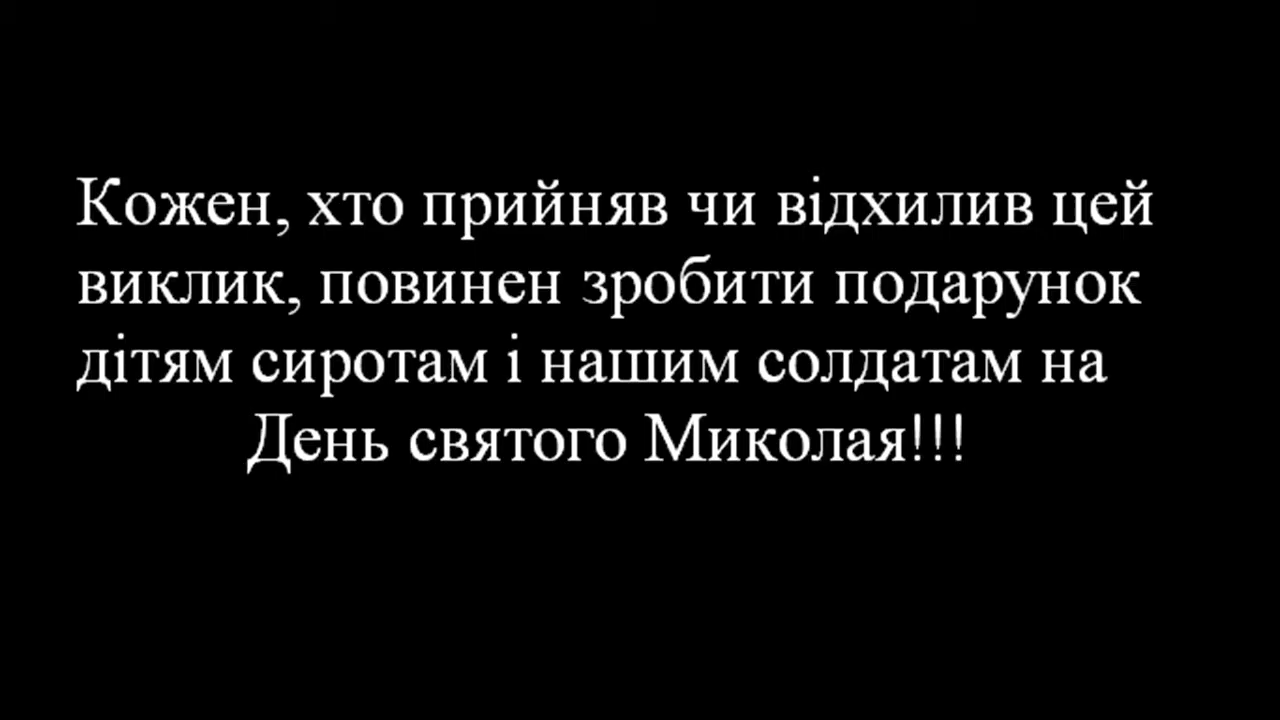 Кожен, хто прийняв чи відхилив цей
виклик, повинен зробити подарунок
дітям сиротам і нашим солдатам на
День святого Миколая!!!